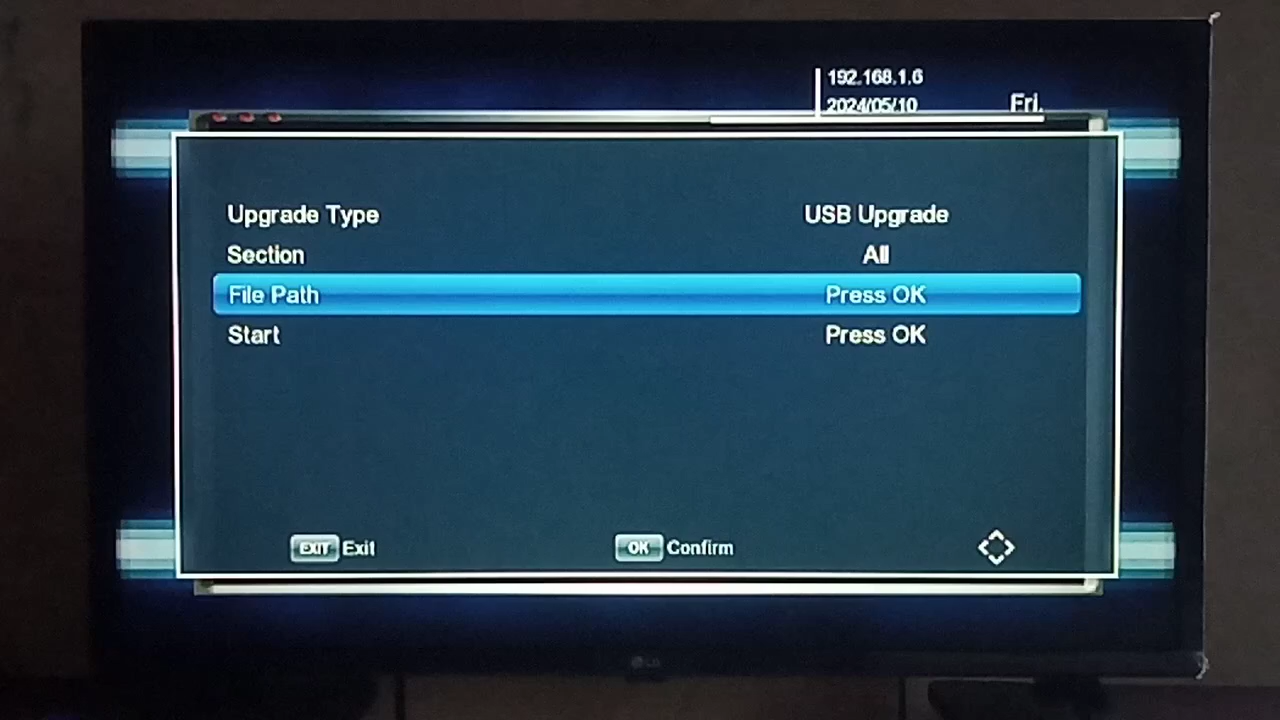 192.168.1.6
2024/05/10 Fri.
Upgrade Type USB Upgrade
Section All
File Path Press OK
Start Press OK
EXIT Exit OK Confirm
LG